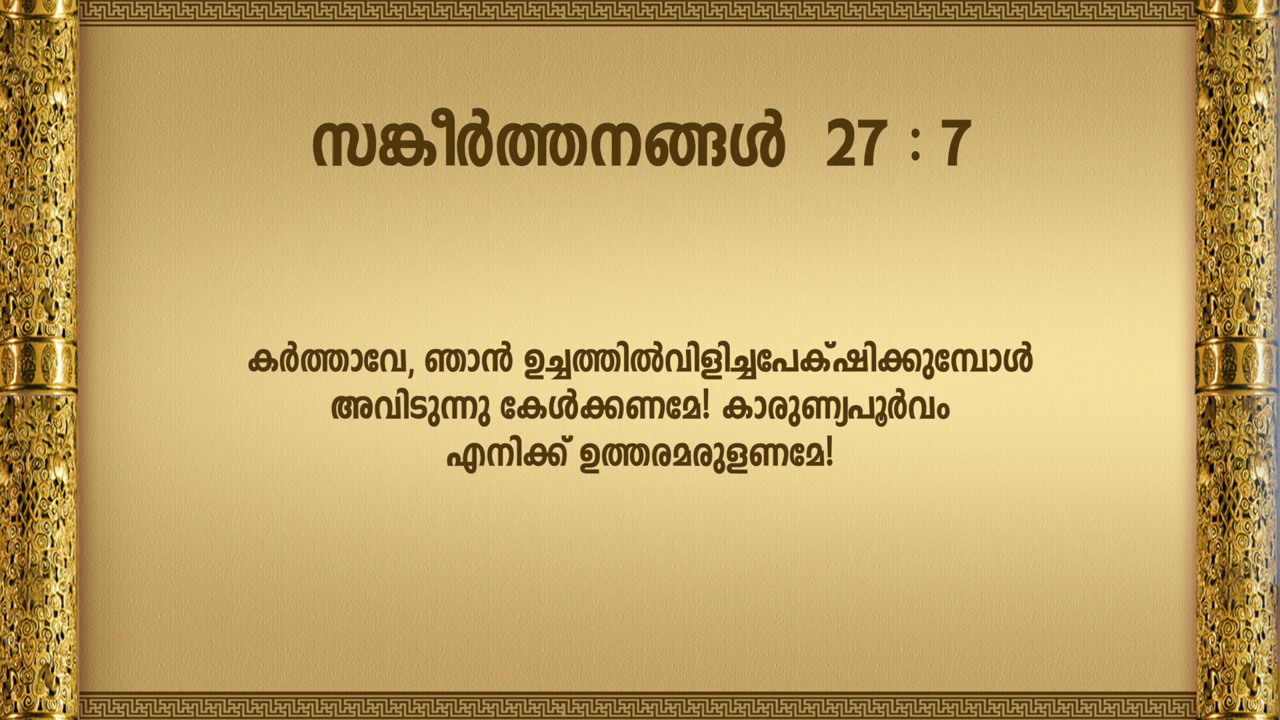 സങ്കീർത്തനങ്ങൾ 27 : 7
കർത്താവേ, ഞാൻ ഉച്ചത്തിൽവിളിച്ചപേക്‌ഷിക്കുമ്പോൾ
അവിടുന്നു കേൾക്കണമേ! കാരുണ്യപൂർവം
എനിക്ക് ഉത്തരമരുളണമേ!